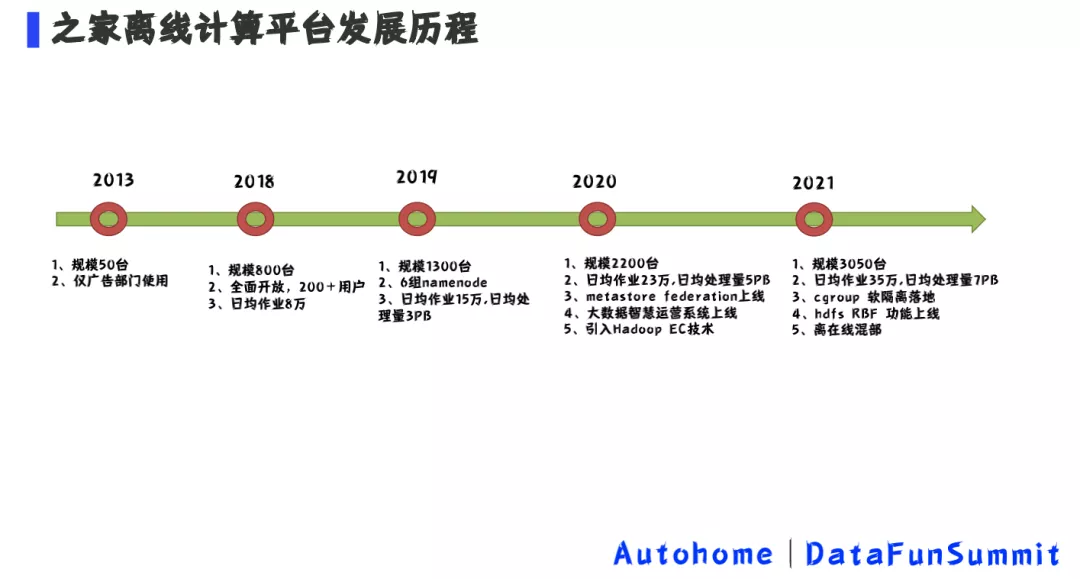 之家离线计算平台发展历程
2013
2018
2019
2020
2021
1、规模50台
2、仅广告部门使用
1、规模800台
2、全面开放，200＋用户
3、日均作业8万
1、规模1300台
2、6组namenode
3、日均作业15万,日均处
理量3PB
1、规模2200台
2、日均作业23万,日均处理量5PB
3、metastore federation上线
4、大数据智慧运营系统上线
5、引入Hadoop EC技术
1、规模3050台
2、日均作业35万,日均处理量7PB
3、cgroup 软隔离落地
4、hdfs RBF 功能上线
5、离在线混部
Autohome | DataFunSummit